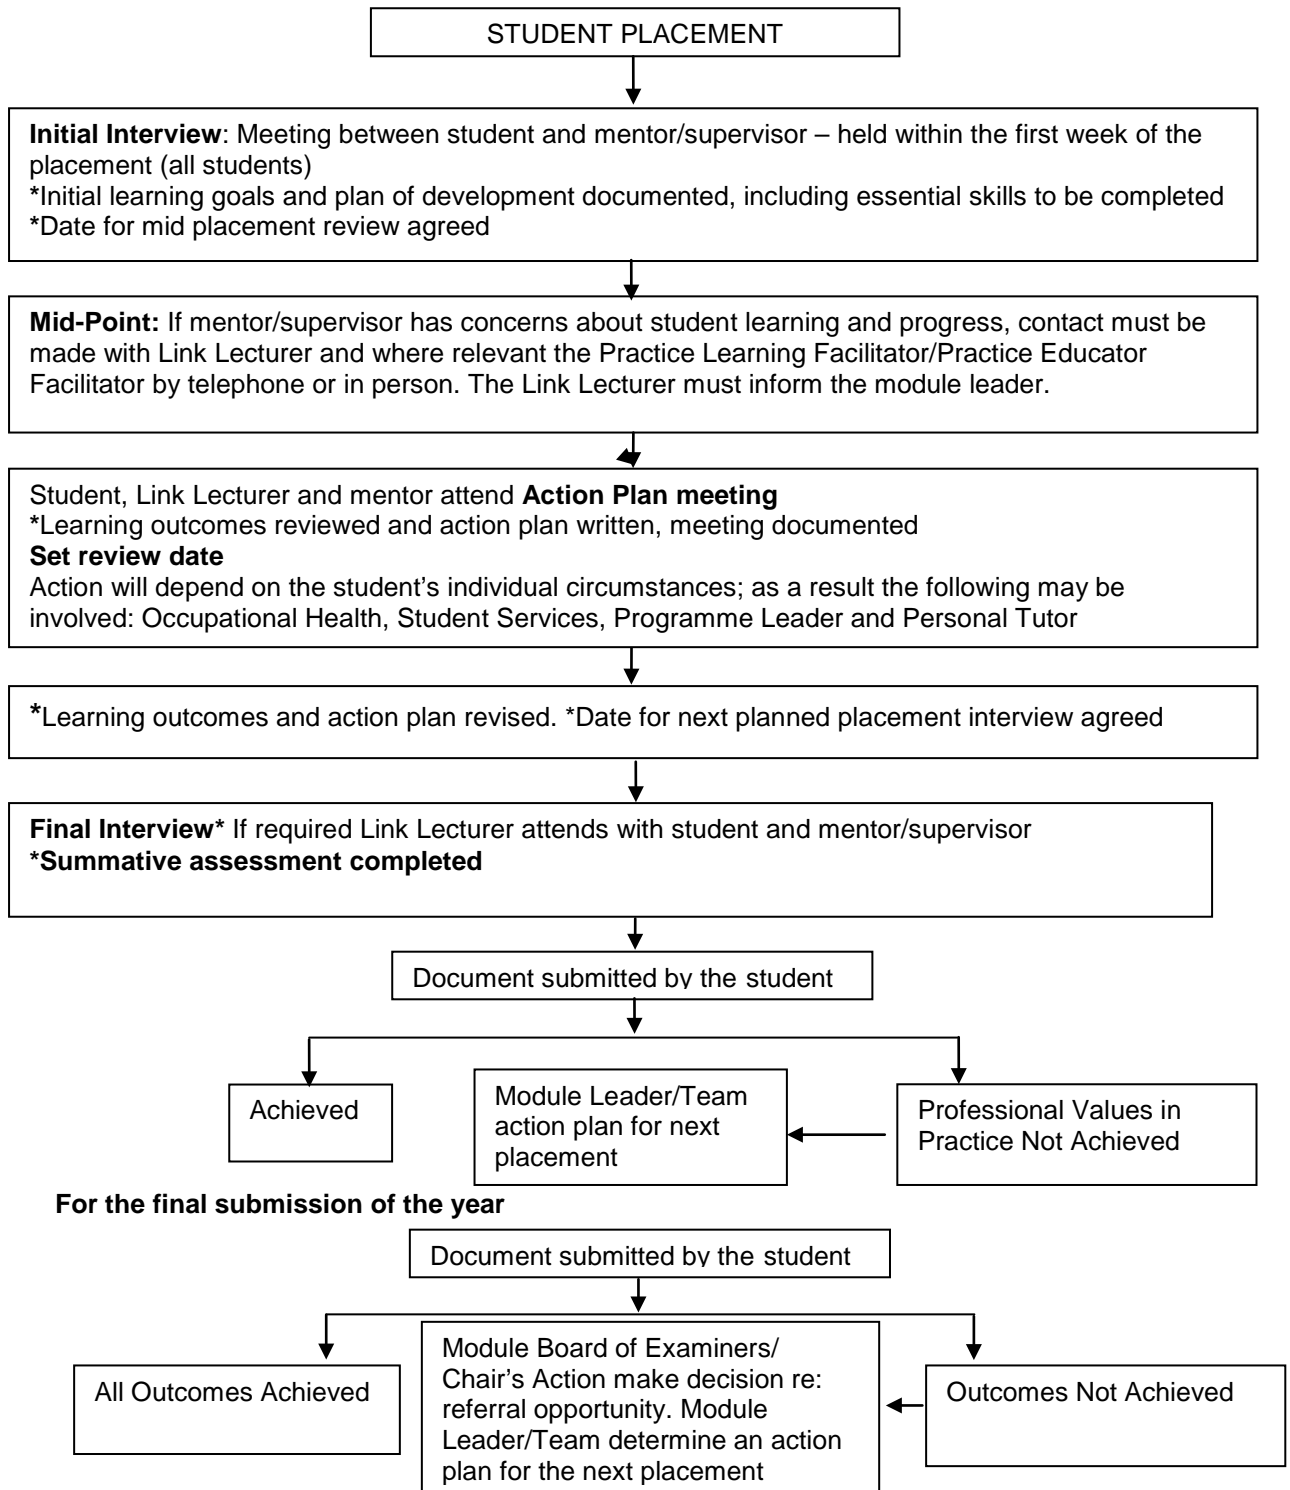 STUDENT PLACEMENT
Initial Interview: Meeting between student and mentor/supervisor – held within the first week of the
placement (all students)
*Initial learning goals and plan of development documented, including essential skills to be completed
*Date for mid placement review agreed
Mid-Point: If mentor/supervisor has concerns about student learning and progress, contact must be
made with Link Lecturer and where relevant the Practice Learning Facilitator/Practice Educator
Facilitator by telephone or in person. The Link Lecturer must inform the module leader.
Student, Link Lecturer and mentor attend Action Plan meeting
*Learning outcomes reviewed and action plan written, meeting documented
Set review date
Action will depend on the student’s individual circumstances; as a result the following may be
involved: Occupational Health, Student Services, Programme Leader and Personal Tutor
*Learning outcomes and action plan revised. *Date for next planned placement interview agreed
Final Interview* If required Link Lecturer attends with student and mentor/supervisor
*Summative assessment completed
Document submitted by the student
Achieved
Module Leader/Team
action plan for next
placement
Professional Values in
Practice Not Achieved
For the final submission of the year
Document submitted by the student
All Outcomes Achieved
Module Board of Examiners/
Chair’s Action make decision re:
referral opportunity. Module
Leader/Team determine an action
plan for the next placement
Outcomes Not Achieved